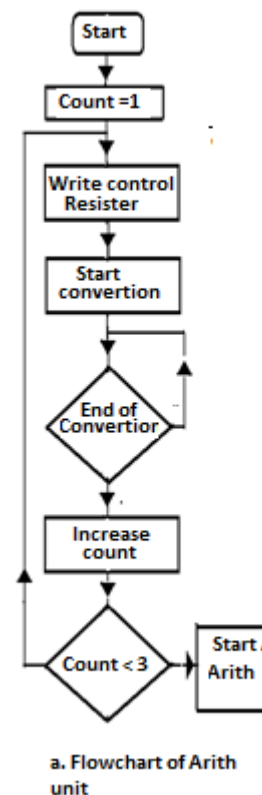 Start
Count =1
Write control
Resister
Start
convertion
End of
Convertior
Increase
count
Count < 3
Start
Arith
a. Flowchart of Arith
unit